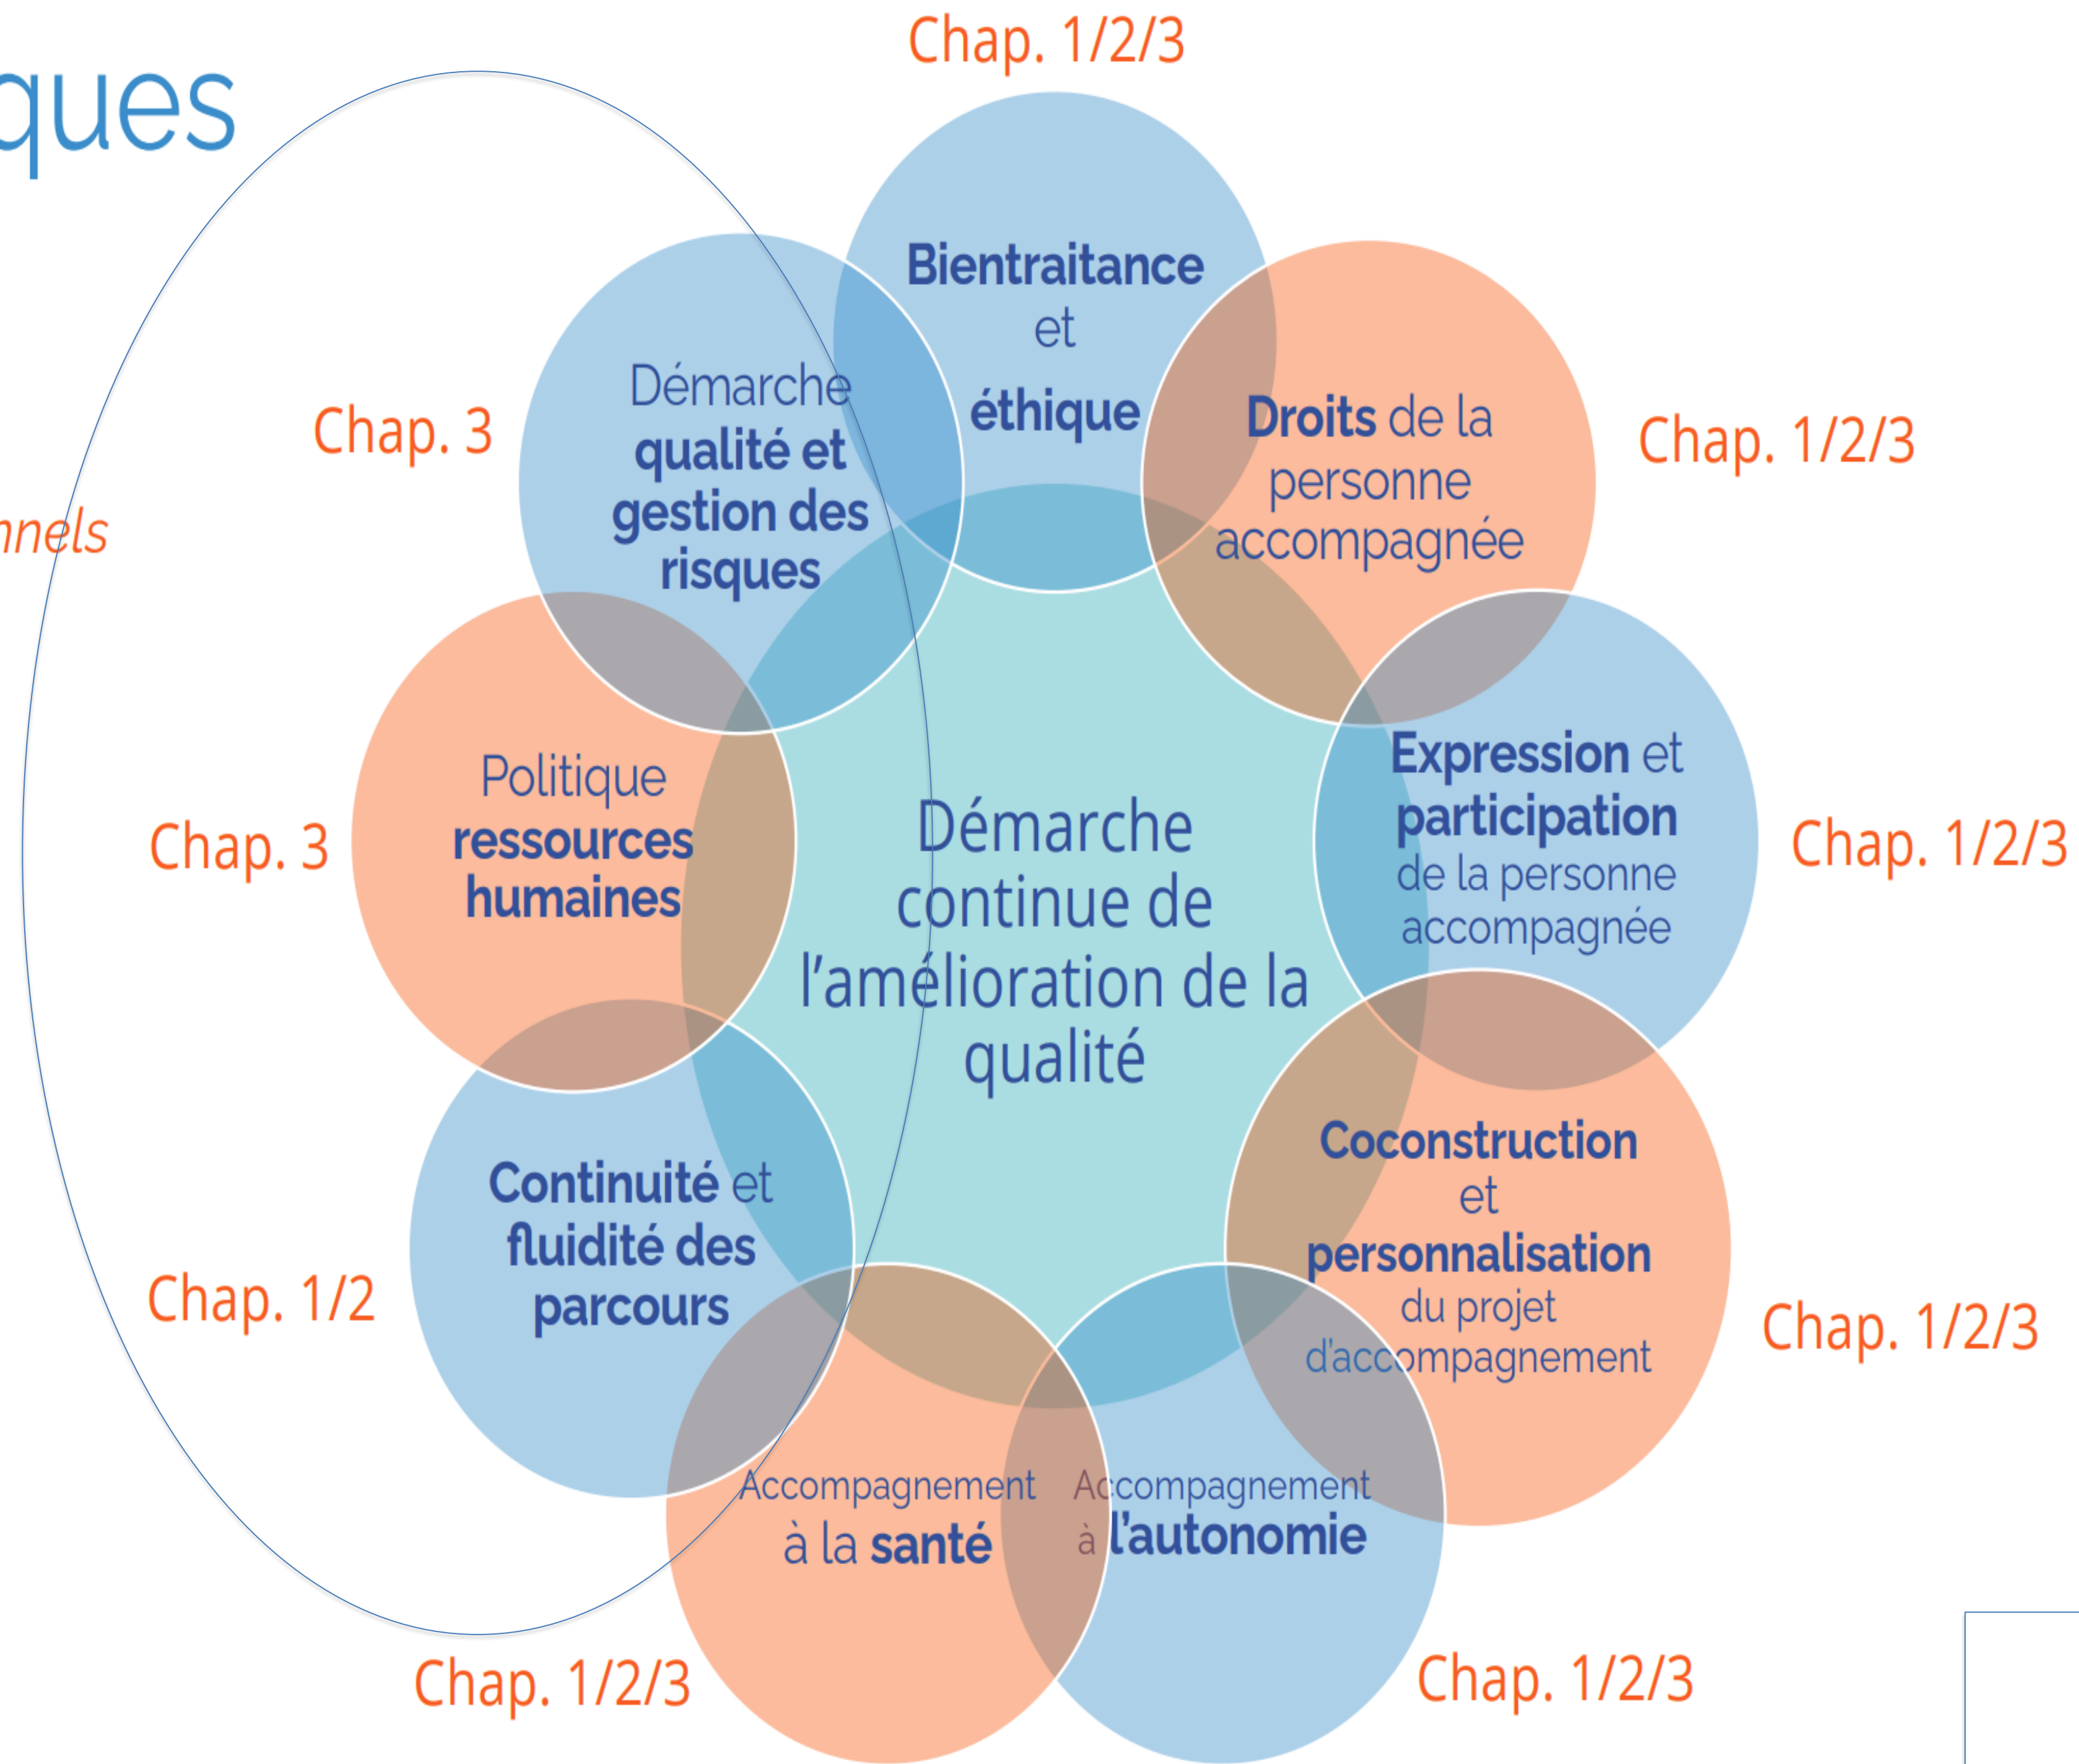 ques
nnels
Chap. 1/2/3
Bientraitance
et
éthique
Chap. 1/2/3
Droits de la
personne
accompagnée
Chap. 1/2/3
Expression et
participation
de la personne
accompagnée
Chap. 1/2/3
Coconstruction
et
personnalisation
du projet
d'accompagnement
Chap. 1/2/3
Accompagnement
à l'autonomie
Chap. 1/2/3
Accompagnement
à la santé
Chap. 1/2
Continuité et
fluidité des
parcours
Chap. 3
Politique
ressources
humaines
Chap. 3
Démarche
qualité et
gestion des
risques
Démarche
continue de
l'amélioration de la
qualité